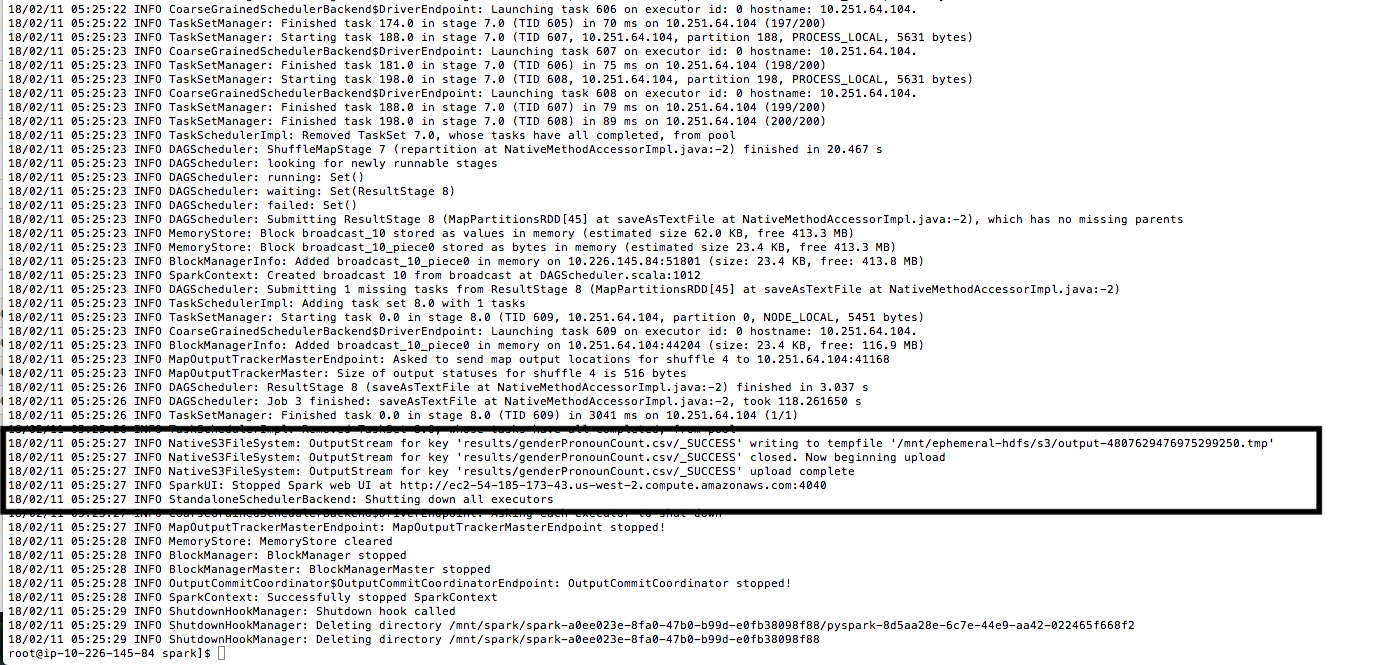 18/02/11 05:25:22 INFO CoarseGrainedSchedulerBackend$DriverEndpoint: Launching task 606 on executor id: 0 hostname: 10.251.64.104.
18/02/11 05:25:23 INFO TaskSetManager: Finished task 174.0 in stage 7.0 (TID 605) in 70 ms on 10.251.64.104 (197/200)
18/02/11 05:25:23 INFO TaskSetManager: Starting task 188.0 in stage 7.0 (TID 607, 10.251.64.104, partition 188, PROCESS_LOCAL, 5631 bytes)
18/02/11 05:25:23 INFO CoarseGrainedSchedulerBackend$DriverEndpoint: Launching task 607 on executor id: 0 hostname: 10.251.64.104.
18/02/11 05:25:23 INFO TaskSetManager: Finished task 181.0 in stage 7.0 (TID 606) in 75 ms on 10.251.64.104 (198/200)
18/02/11 05:25:23 INFO TaskSetManager: Starting task 198.0 in stage 7.0 (TID 608, 10.251.64.104, partition 198, PROCESS_LOCAL, 5631 bytes)
18/02/11 05:25:23 INFO CoarseGrainedSchedulerBackend$DriverEndpoint: Launching task 608 on executor id: 0 hostname: 10.251.64.104.
18/02/11 05:25:23 INFO TaskSetManager: Finished task 188.0 in stage 7.0 (TID 607) in 79 ms on 10.251.64.104 (199/200)
18/02/11 05:25:23 INFO TaskSetManager: Finished task 198.0 in stage 7.0 (TID 608) in 89 ms on 10.251.64.104 (200/200)
18/02/11 05:25:23 INFO TaskSchedulerImpl: Removed TaskSet 7.0, whose tasks have all completed, from pool
18/02/11 05:25:23 INFO DAGScheduler: ShuffleMapStage 7 (repartition at NativeMethodAccessorImpl.java:-2) finished in 20.467 s
18/02/11 05:25:23 INFO DAGScheduler: looking for newly runnable stages
18/02/11 05:25:23 INFO DAGScheduler: running: Set()
18/02/11 05:25:23 INFO DAGScheduler: waiting: Set(ResultStage 8)
18/02/11 05:25:23 INFO DAGScheduler: failed: Set()
18/02/11 05:25:23 INFO DAGScheduler: Submitting ResultStage 8 (MapPartitionsRDD[45] at saveAsTextFile at NativeMethodAccessorImpl.java:-2), which has no missing parents
18/02/11 05:25:23 INFO MemoryStore: Block broadcast_10 stored as values in memory (estimated size 62.0 KB, free 413.3 MB)
18/02/11 05:25:23 INFO MemoryStore: Block broadcast_10_piece0 stored as bytes in memory (estimated size 23.4 KB, free 413.3 MB)
18/02/11 05:25:23 INFO BlockManagerInfo: Added broadcast_10_piece0 in memory on 10.226.145.84:51801 (size: 23.4 KB, free: 413.8 MB)
18/02/11 05:25:23 INFO SparkContext: Created broadcast 10 from broadcast at DAGScheduler.scala:1012
18/02/11 05:25:23 INFO DAGScheduler: Submitting 1 missing tasks from ResultStage 8 (MapPartitionsRDD[45] at saveAsTextFile at NativeMethodAccessorImpl.java:-2)
18/02/11 05:25:23 INFO TaskSchedulerImpl: Adding task set 8.0 with 1 tasks
18/02/11 05:25:23 INFO TaskSetManager: Starting task 0.0 in stage 8.0 (TID 609, 10.251.64.104, partition 0, NODE_LOCAL, 5451 bytes)
18/02/11 05:25:23 INFO CoarseGrainedSchedulerBackend$DriverEndpoint: Launching task 609 on executor id: 0 hostname: 10.251.64.104.
18/02/11 05:25:23 INFO BlockManagerInfo: Added broadcast_10_piece0 in memory on 10.251.64.104:44204 (size: 23.4 KB, free: 116.9 MB)
18/02/11 05:25:23 INFO MapOutputTrackerMasterEndpoint: Asked to send map output locations for shuffle 4 to 10.251.64.104:41168
18/02/11 05:25:23 INFO MapOutputTrackerMaster: Size of output statuses for shuffle 4 is 516 bytes
18/02/11 05:25:26 INFO DAGScheduler: ResultStage 8 (saveAsTextFile at NativeMethodAccessorImpl.java:-2) finished in 3.037 s
18/02/11 05:25:26 INFO DAGScheduler: Job 3 finished: saveAsTextFile at NativeMethodAccessorImpl.java:-2, took 118.261650 s
18/02/11 05:25:26 INFO TaskSetManager: Finished task 0.0 in stage 8.0 (TID 609) in 3041 ms on 10.251.64.104 (1/1)
18/02/11 05:25:26 INFO TaskSchedulerImpl: Removed TaskSet 8.0, whose tasks have all completed, from pool
18/02/11 05:25:27 INFO NativeS3FileSystem: OutputStream for key 'results/genderPronounCount.csv/_SUCCESS' writing to tempfile '/mnt/ephemeral-hdfs/s3/output-4807629476975299250.tmp'
18/02/11 05:25:27 INFO NativeS3FileSystem: OutputStream for key 'results/genderPronounCount.csv/_SUCCESS' closed. Now beginning upload
18/02/11 05:25:27 INFO NativeS3FileSystem: OutputStream for key 'results/genderPronounCount.csv/_SUCCESS' upload complete
18/02/11 05:25:27 INFO SparkUI: Stopped Spark web UI at http://ec2-54-185-173-43.us-west-2.compute.amazonaws.com:4040
18/02/11 05:25:27 INFO StandaloneSchedulerBackend: Shutting down all executors
18/02/11 05:25:27 INFO CoarseGrainedSchedulerBackend$DriverEndpoint: Asking each executor to shut down
18/02/11 05:25:27 INFO MapOutputTrackerMasterEndpoint: MapOutputTrackerMasterEndpoint stopped!
18/02/11 05:25:28 INFO MemoryStore: MemoryStore cleared
18/02/11 05:25:28 INFO BlockManager: BlockManager stopped
18/02/11 05:25:28 INFO BlockManagerMaster: BlockManagerMaster stopped
18/02/11 05:25:28 INFO OutputCommitCoordinator$OutputCommitCoordinatorEndpoint: OutputCommitCoordinator stopped!
18/02/11 05:25:28 INFO SparkContext: Successfully stopped SparkContext
18/02/11 05:25:29 INFO ShutdownHookManager: Shutdown hook called
18/02/11 05:25:29 INFO ShutdownHookManager: Deleting directory /mnt/spark/spark-a0ee023e-8fa0-47b0-b99d-e0fb38098f88/pyspark-8d5aa28e-6c7e-44e9-aa42-022465f668f2
18/02/11 05:25:29 INFO ShutdownHookManager: Deleting directory /mnt/spark/spark-a0ee023e-8fa0-47b0-b99d-e0fb38098f88
root@ip-10-226-145-84 spark]$